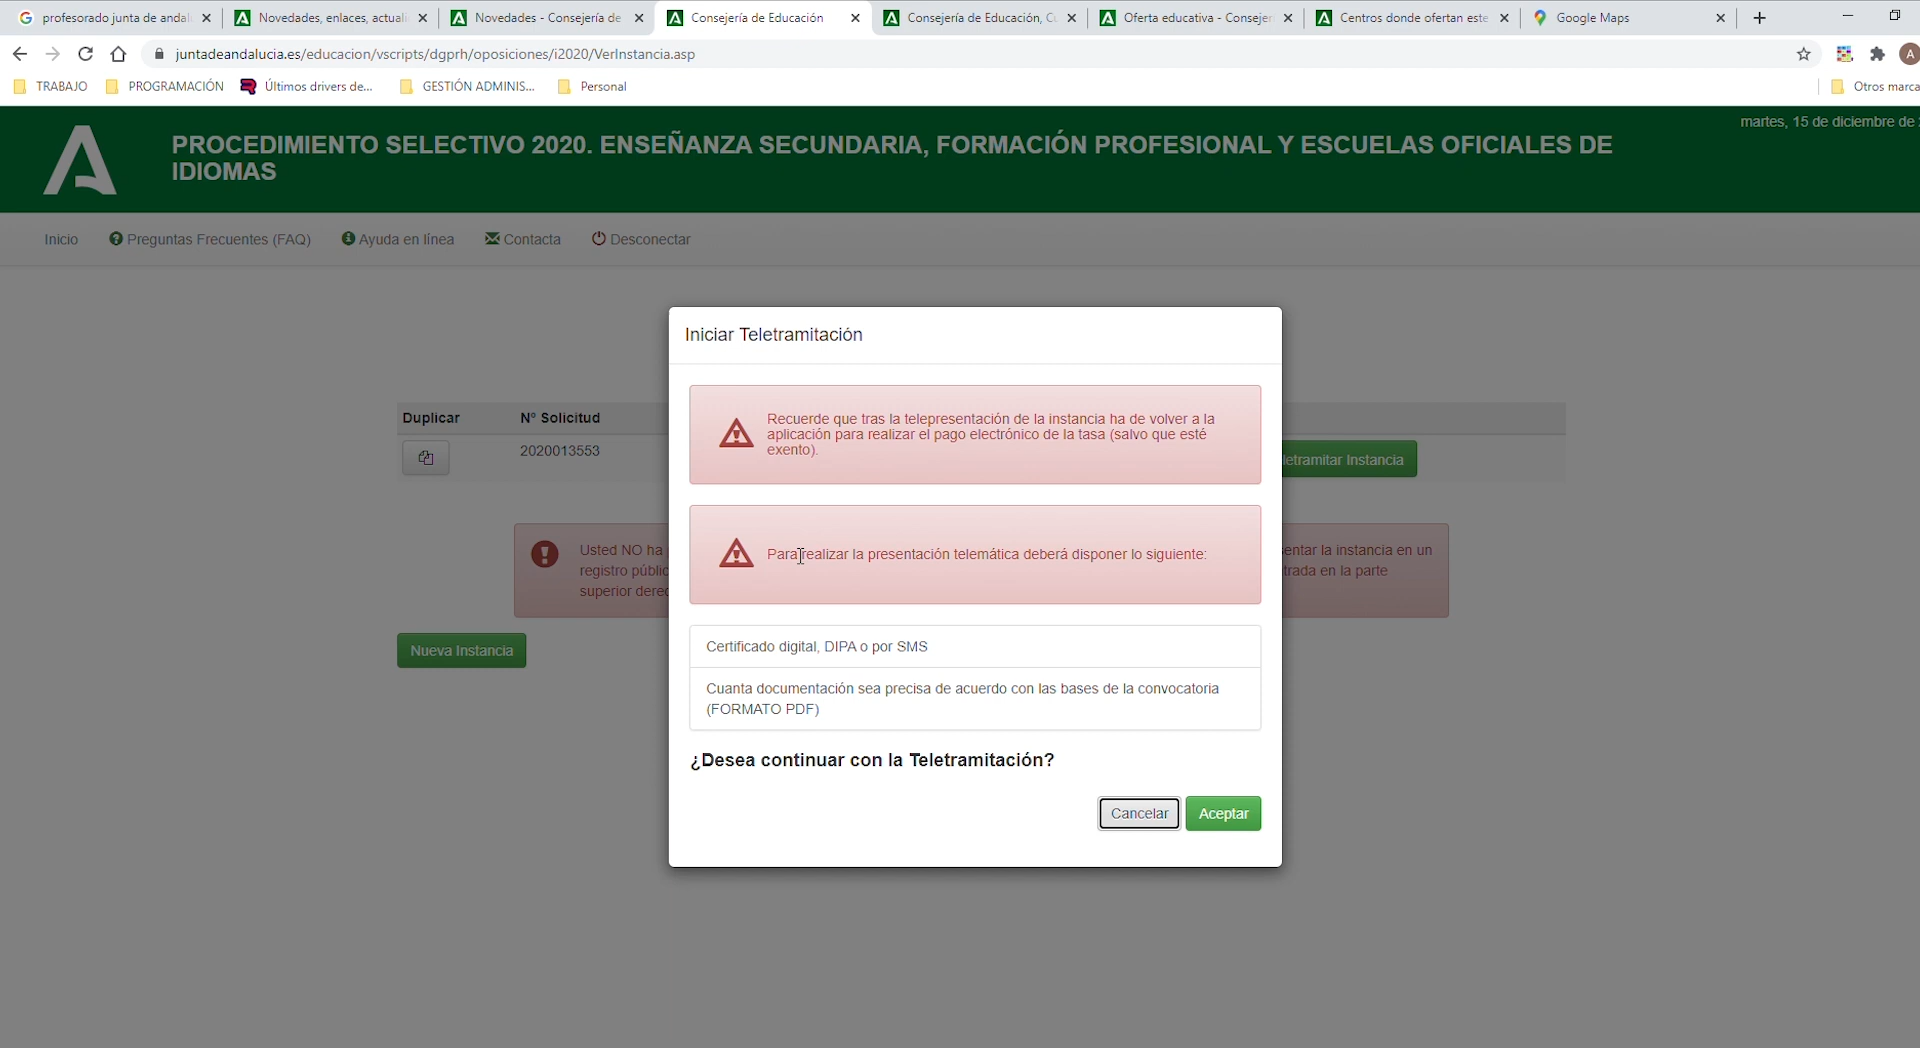 profesorado junta de andal
Novedades, enlaces, actuali
Novedades - Consejería de
Consejería de Educación
Consejería de Educación, Cu
Oferta educativa - Consejer
Centros donde ofertan este
Google Maps
juntadeandalucia.es/educacion/vscripts/dgprh/oposiciones/i2020/VerInstancia.asp
A
TRABAJO
PROGRAMACIÓN
Últimos drivers de...
GESTIÓN ADMINIS...
Personal
Otros marca
martes, 15 de diciembre de
PROCEDIMIENTO SELECTIVO 2020. ENSEÑANZA SECUNDARIA, FORMACIÓN PROFESIONAL Y ESCUELAS OFICIALES DE
IDIOMAS
Inicio
Preguntas Frecuentes (FAQ)
Ayuda en línea
Contacta
Desconectar
Iniciar Teletramitación
Recuerde que tras la telepresentación de la instancia ha de volver a la
aplicación para realizar el pago electrónico de la tasa (salvo que esté
exento).
Para realizar la presentación telemática deberá disponer lo siguiente:
Certificado digital, DIPA o por SMS
Cuanta documentación sea precisa de acuerdo con las bases de la convocatoria
(FORMATO PDF)
¿Desea continuar con la Teletramitación?
Cancelar
Aceptar
Duplicar
Nº Solicitud
2020013553
letramitar Instancia
Usted NO ha
entar la instancia en un
registro públic
trada en la parte
superior derec
Nueva Instancia